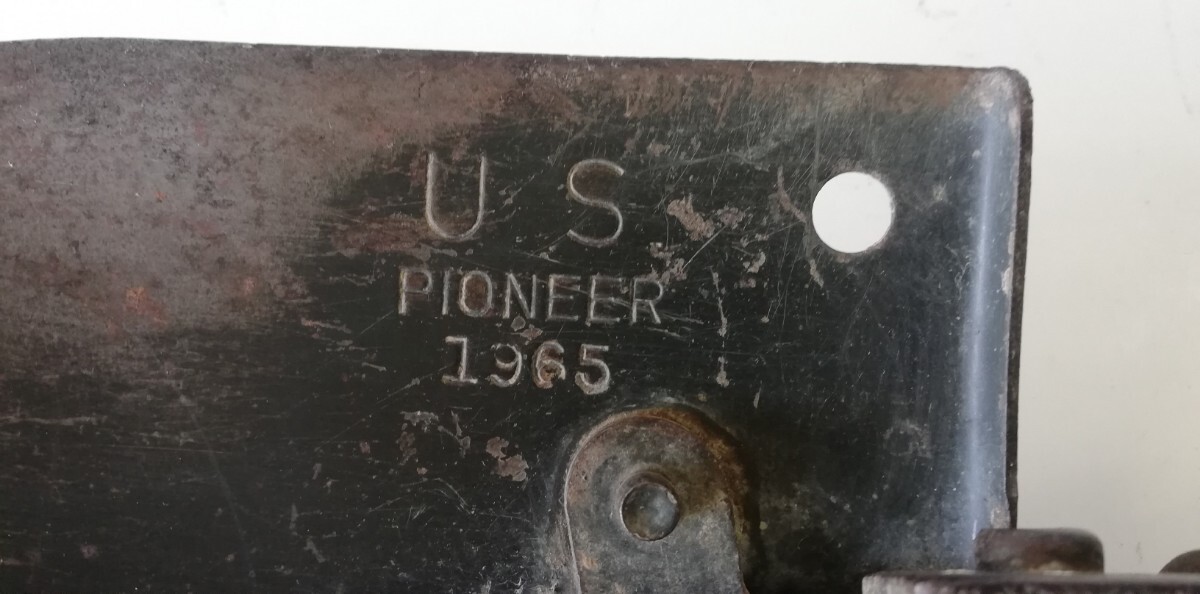 U S
PIONEER
1965